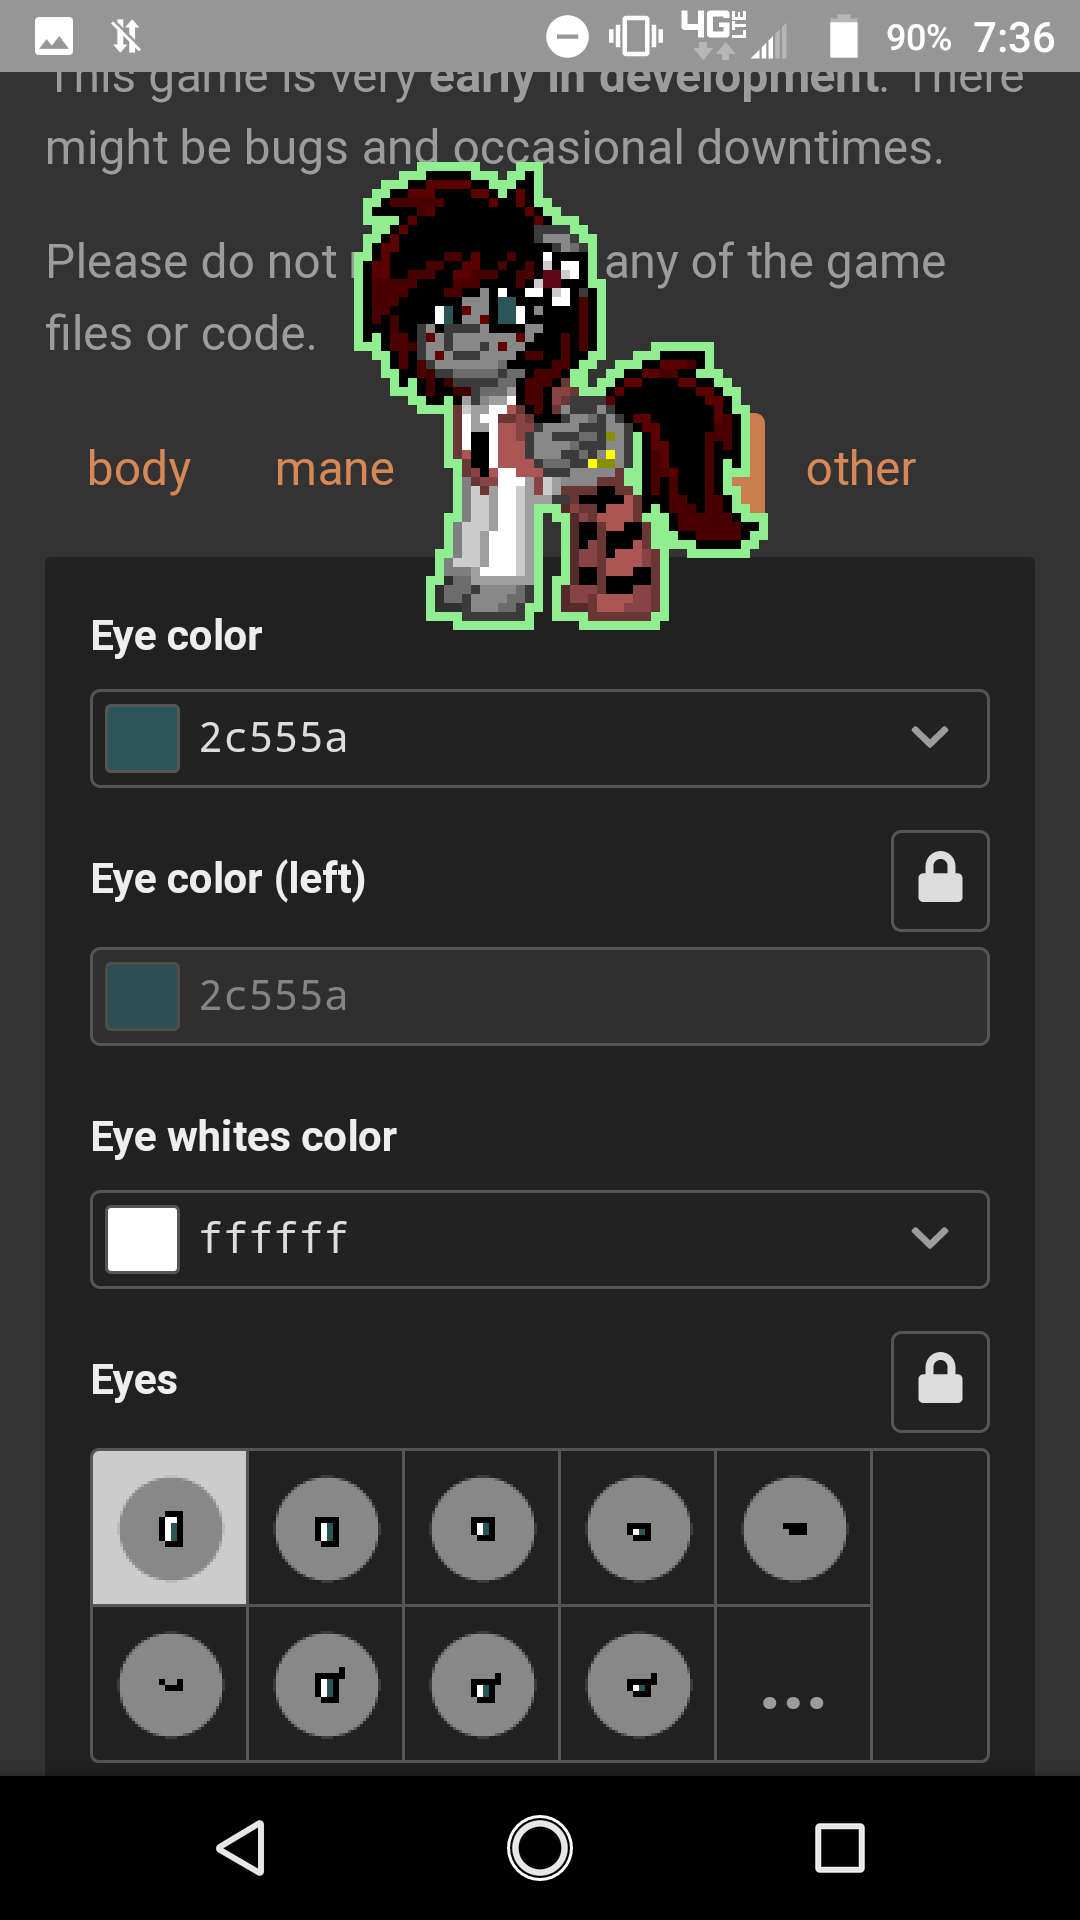 4G LTE 90% 7:36
This game is very early in development. There
might be bugs and occasional downtimes.
Please do not any of the game
files or code.
body mane other
Eye color
2c555a
Eye color (left)
2c555a
Eye whites color
ffffff
Eyes
...